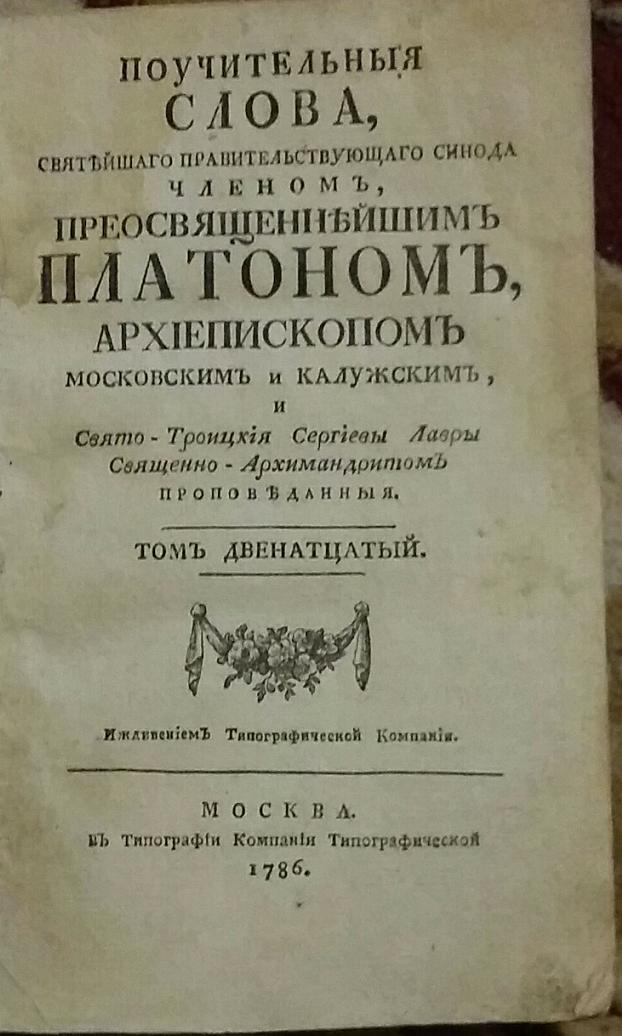 ПОУЧИТЕЛЬНЫЯ
СЛОВА,
СВЯТѢЙШАГО ПРАВИТЕЛЬСТВУЮЩАГО СИНОДА
ЧЛЕНОМЪ,
ПРЕОСВЯЩЕННѢЙШИМЪ
ПЛАТОНОМЪ,
АРХІЕПИСКОПОМЪ
МОСКОВСКИМЪ и КАЛУЖСКИМЪ,
и
Свято - Троицкія Сергіевы Лавры
Священно - Архимандритомъ
ПРОПОВѢДАННЫЯ.
ТОМЪ ДВЕНАТЦАТЫЙ.
Иждивеніемъ Типографической Компаніи.
МОСКВА.
Въ Типографіи Компаніи Типографической
1786.